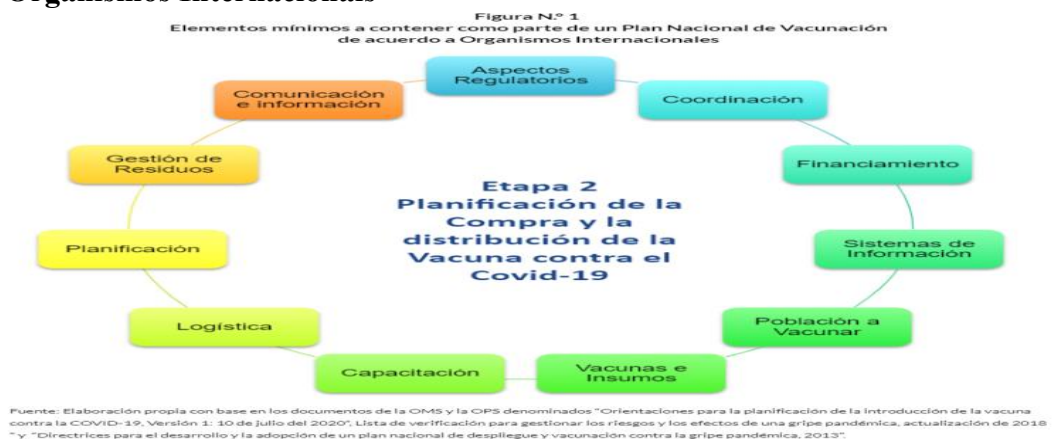 Organismos Internacionais
Figura N.º 1
Elementos mínimos a contener como parte de un Plan Nacional de Vacunación
de acuerdo a Organismos Internacionales
Aspectos
Regulatorios
Coordinación
Financiamiento
Sistemas de
Información
Población a
Vacunar
Vacunas e
Insumos
Capacitación
Logística
Planificación
Gestión de
Residuos
Comunicación
e información
Etapa 2
Planificación de la
Compra y la
distribución de la
Vacuna contra el
Covid-19
Fuente: Elaboración propia con base en los documentos de la OMS y la OPS denominados "Orientaciones para la planificación de la introducción de la vacuna
contra la COVID-19, Versión 1: 10 de julio del 2020", Lista de verificación para gestionar los riesgos y los efectos de una gripe pandémica, actualización de 2018
" y "Directrices para el desarrollo y la adopción de un plan nacional de despliegue y vacunación contra la gripe pandémica, 2013".